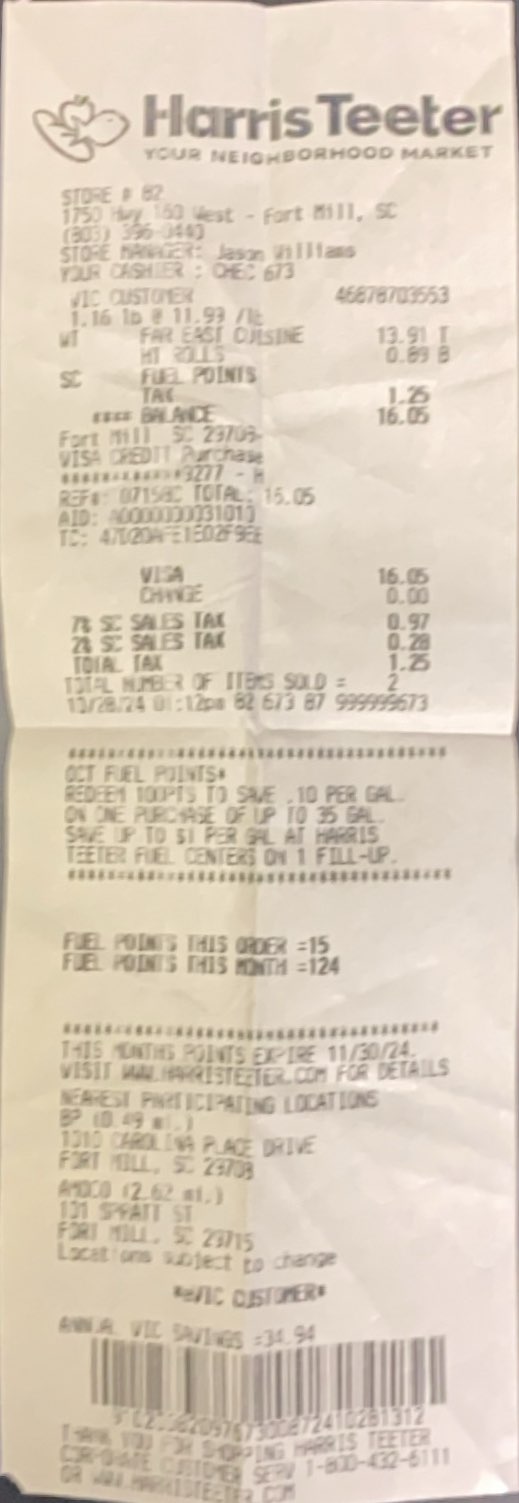 Harris Teeter
YOUR NEIGHBORHOOD MARKET
STORE # 82
1750 Hwy 160 West - Fort Mill, SC
(803) 396-0443
STORE MANAGER: Jason Williams
YOUR CASHIER : CHEC 673
VIC CUSTOMER 46878703553
1.16 lb @ 11.99 /lb
WT FAR EAST CUISINE 13.91 T
HT ROLLS 0.89 B
SC FUEL POINTS
TAX 1.25
**** BALANCE 16.05
Fort Mill SC 29708-
VISA CREDIT Purchase
************3277 - H
REF#: 07158C TOTAL: 16.05
AID: A0000000031010
VISA 16.05
CHANGE 0.00
7% SC SALES TAX 0.97
2% SC SALES TAX 0.28
TOTAL TAX 1.25
TOTAL NUMBER OF ITEMS SOLD = 2
10/28/24 01:12pm 82 673 87 999999673
OCT FUEL POINTS*
REDEEM 100PTS TO SAVE .10 PER GAL.
ON ONE PURCHASE OF UP TO 35 GAL.
SAVE UP TO $1 PER GAL AT HARRIS
TEETER FUEL CENTERS ON 1 FILL-UP.
FUEL POINTS THIS ORDER =15
FUEL POINTS THIS MONTH =124
THIS MONTHS POINTS EXPIRE 11/30/24.
VISIT WWW.HARRISTEETER.COM FOR DETAILS
NEAREST PARTICIPATING LOCATIONS
BP (0.49 mi.)
1010 CAROLINA PLACE DRIVE
FORT MILL, SC 29708
AMOCO (2.62 mi.)
101 SPRATT ST
FORT MILL, SC 29715
Locations subject to change
VIC CUSTOMER*
ANNUAL VIC SAVINGS =34.94
THANK YOU FOR SHOPPING HARRIS TEETER
CORPORATE CUSTOMER SERV 1-800-432-6111
OR WWW.HARRISTEETER.COM